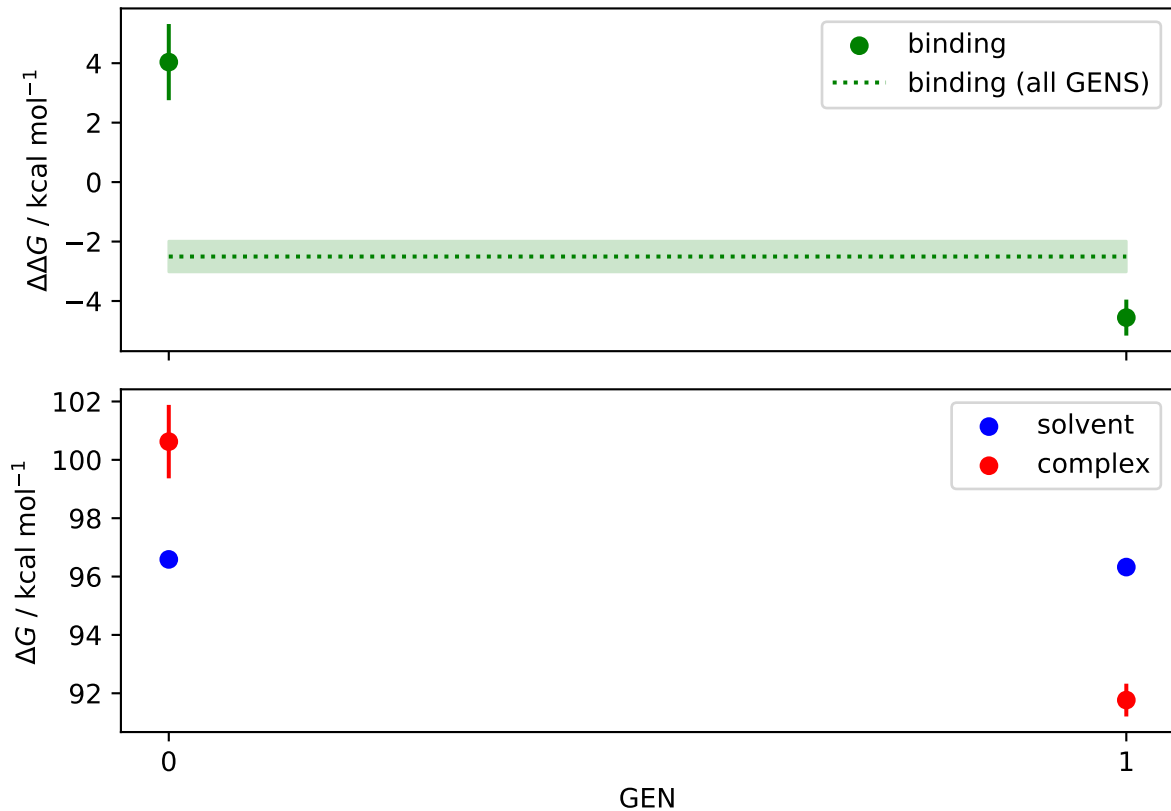 binding
binding (all GENS)
4
2
0
−2
−4
ΔΔG / kcal mol⁻¹
solvent
complex
102
100
98
96
94
92
ΔG / kcal mol⁻¹
0
1
GEN